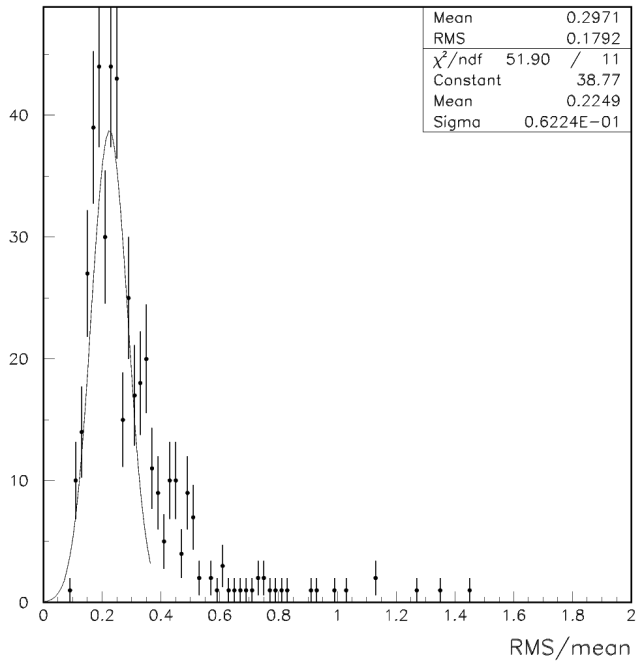 Mean 0.2971
RMS 0.1792
χ²/ndf 51.90 / 11
Constant 38.77
Mean 0.2249
Sigma 0.6224E−01
40
30
20
10
0
0 0.2 0.4 0.6 0.8 1 1.2 1.4 1.6 1.8 2
RMS/mean